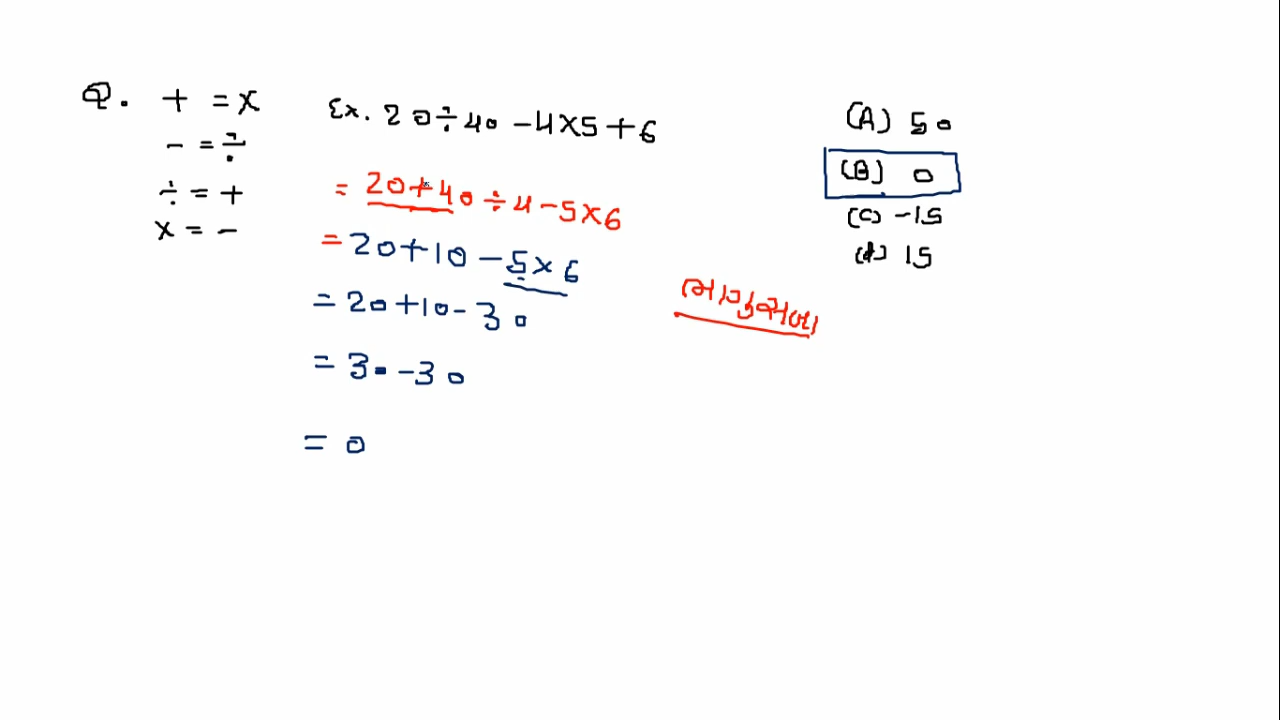 Q. + = x
- = ÷
÷ = +
x = -
Ex. 20 ÷ 40 - 4 x 5 + 6
= 20 + 40 ÷ 4 - 5 x 6
= 20 + 10 - 5 x 6
= 20 + 10 - 30
= 30 - 30
= 0
ભાગુસબા
(A) 50
(B) 0
(C) -15
(d) 15